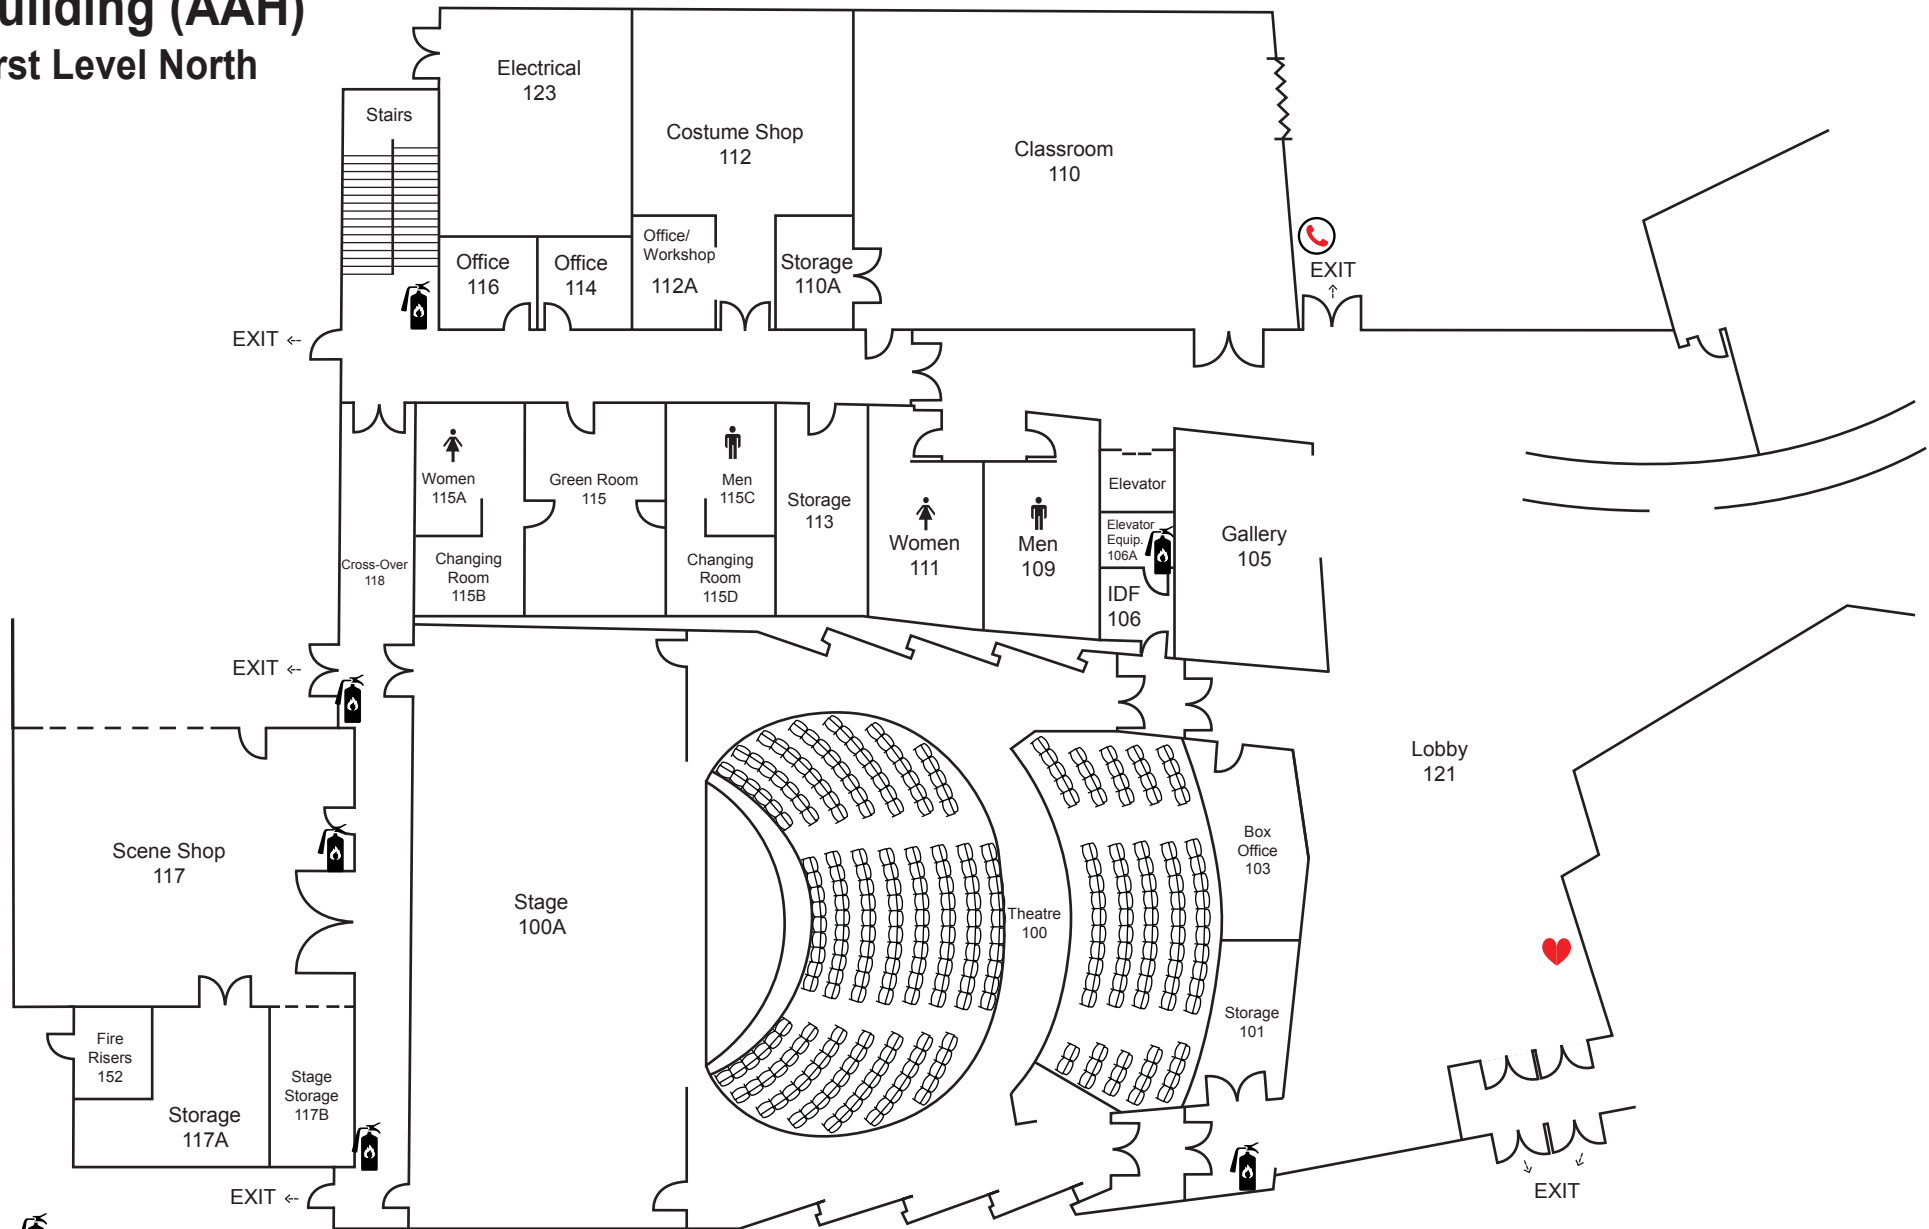 uilding (AAH)
rst Level North
Electrical
123
Stairs
Costume Shop
112
Classroom
110
Office
116
Office
114
Office/
Workshop
112A
Storage
110A
EXIT
EXIT
Women
115A
Green Room
115
Men
115C
Storage
113
Elevator
Elevator
Equip.
106A
Women
111
Men
109
Gallery
105
Cross-Over
118
Changing
Room
115B
Changing
Room
115D
IDF
106
EXIT
Lobby
121
Scene Shop
117
Box
Office
103
Stage
100A
Theatre
100
Storage
101
Fire
Risers
152
Stage
Storage
117B
Storage
117A
EXIT
EXIT